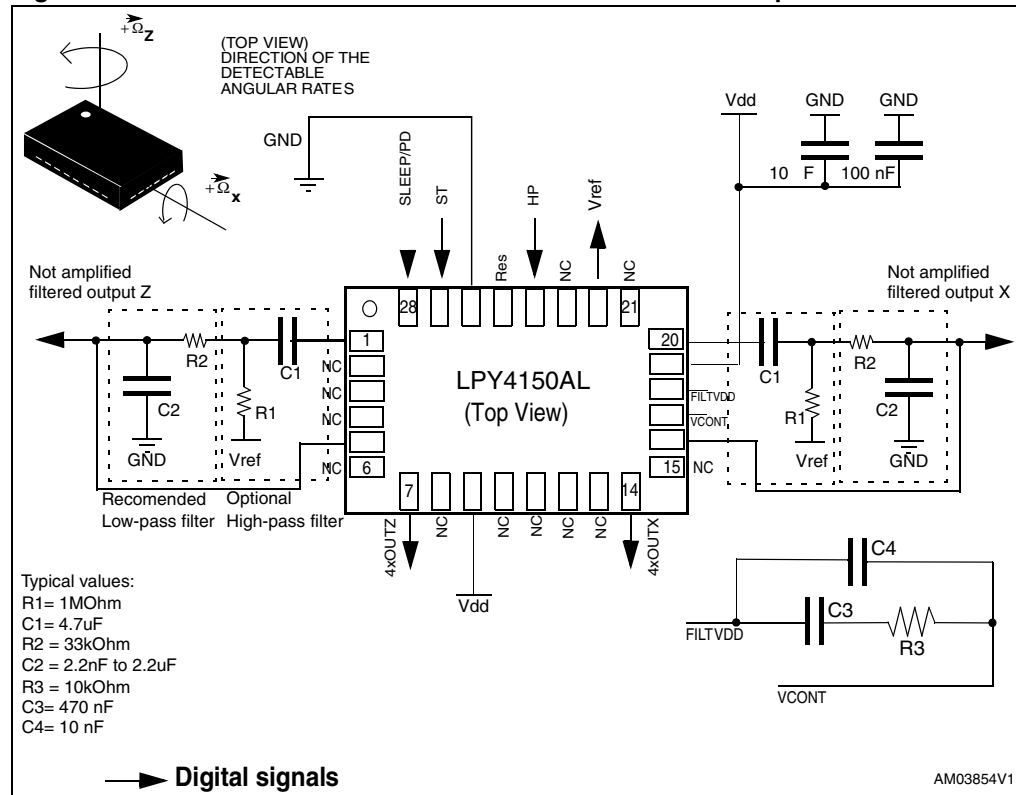 +Ω Z
(TOP VIEW)
DIRECTION OF THE
DETECTABLE
ANGULAR RATES
+Ω x
GND
SLEEP/PD
ST
Res
HP
NC
Vref
NC
Vdd
GND
GND
10 F
100 nF
Not amplified
filtered output Z
Not amplified
filtered output X
28
21
1
20
R2
C1
NC
NC
NC
NC
6
C2
R1
GND
Vref
Recomended
Low-pass filter
Optional
High-pass filter
LPY4150AL
(Top View)
FILTVDD
VCONT
15
NC
C1
R2
R1
C2
Vref
GND
7
14
4xOUTZ
NC
NC
NC
NC
NC
4xOUTX
Vdd
Typical values:
R1= 1MOhm
C1= 4.7uF
R2 = 33kOhm
C2 = 2.2nF to 2.2uF
R3 = 10kOhm
C3= 470 nF
C4= 10 nF
C4
C3
R3
FILTVDD
VCONT
Digital signals
AM03854V1